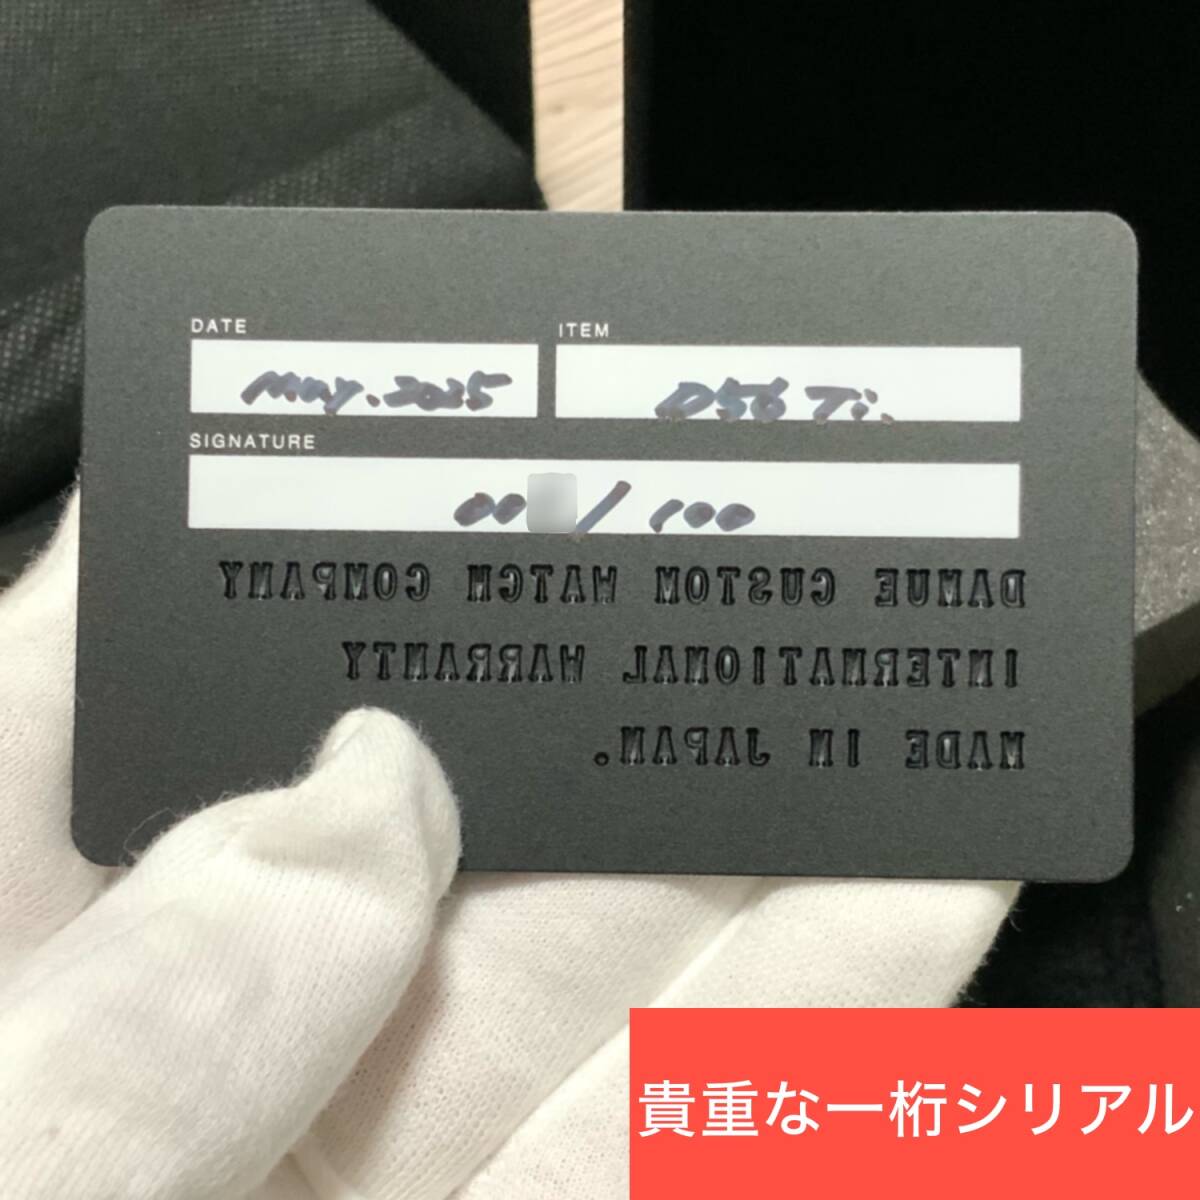 DATE
ITEM
May. 2025
D56 Ti.
SIGNATURE
00 / 100
DAMUE CUSTOM WATCH COMPANY
INTERNATIONAL WARRANTY
MADE IN JAPAN.
貴重な一桁シリアル